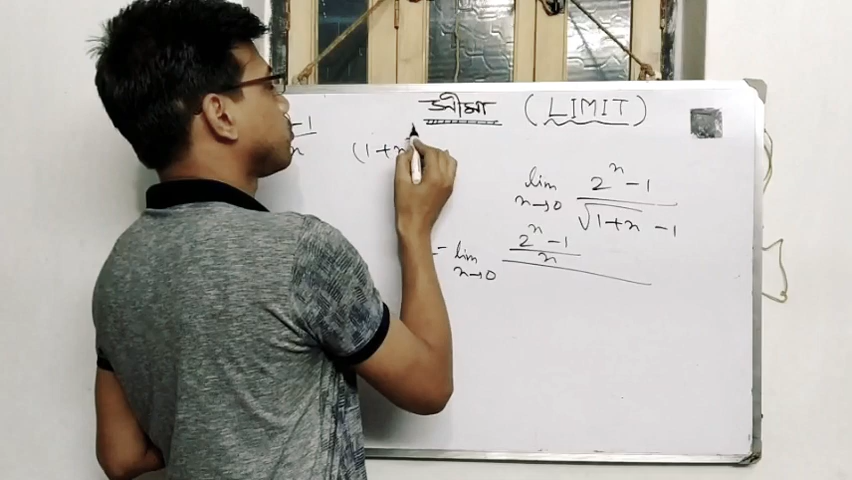 সীমা (LIMIT)
-1
x
(1+x
lim x→0 2^x -1 / √1+x -1
= lim x→0 2^x -1 / x